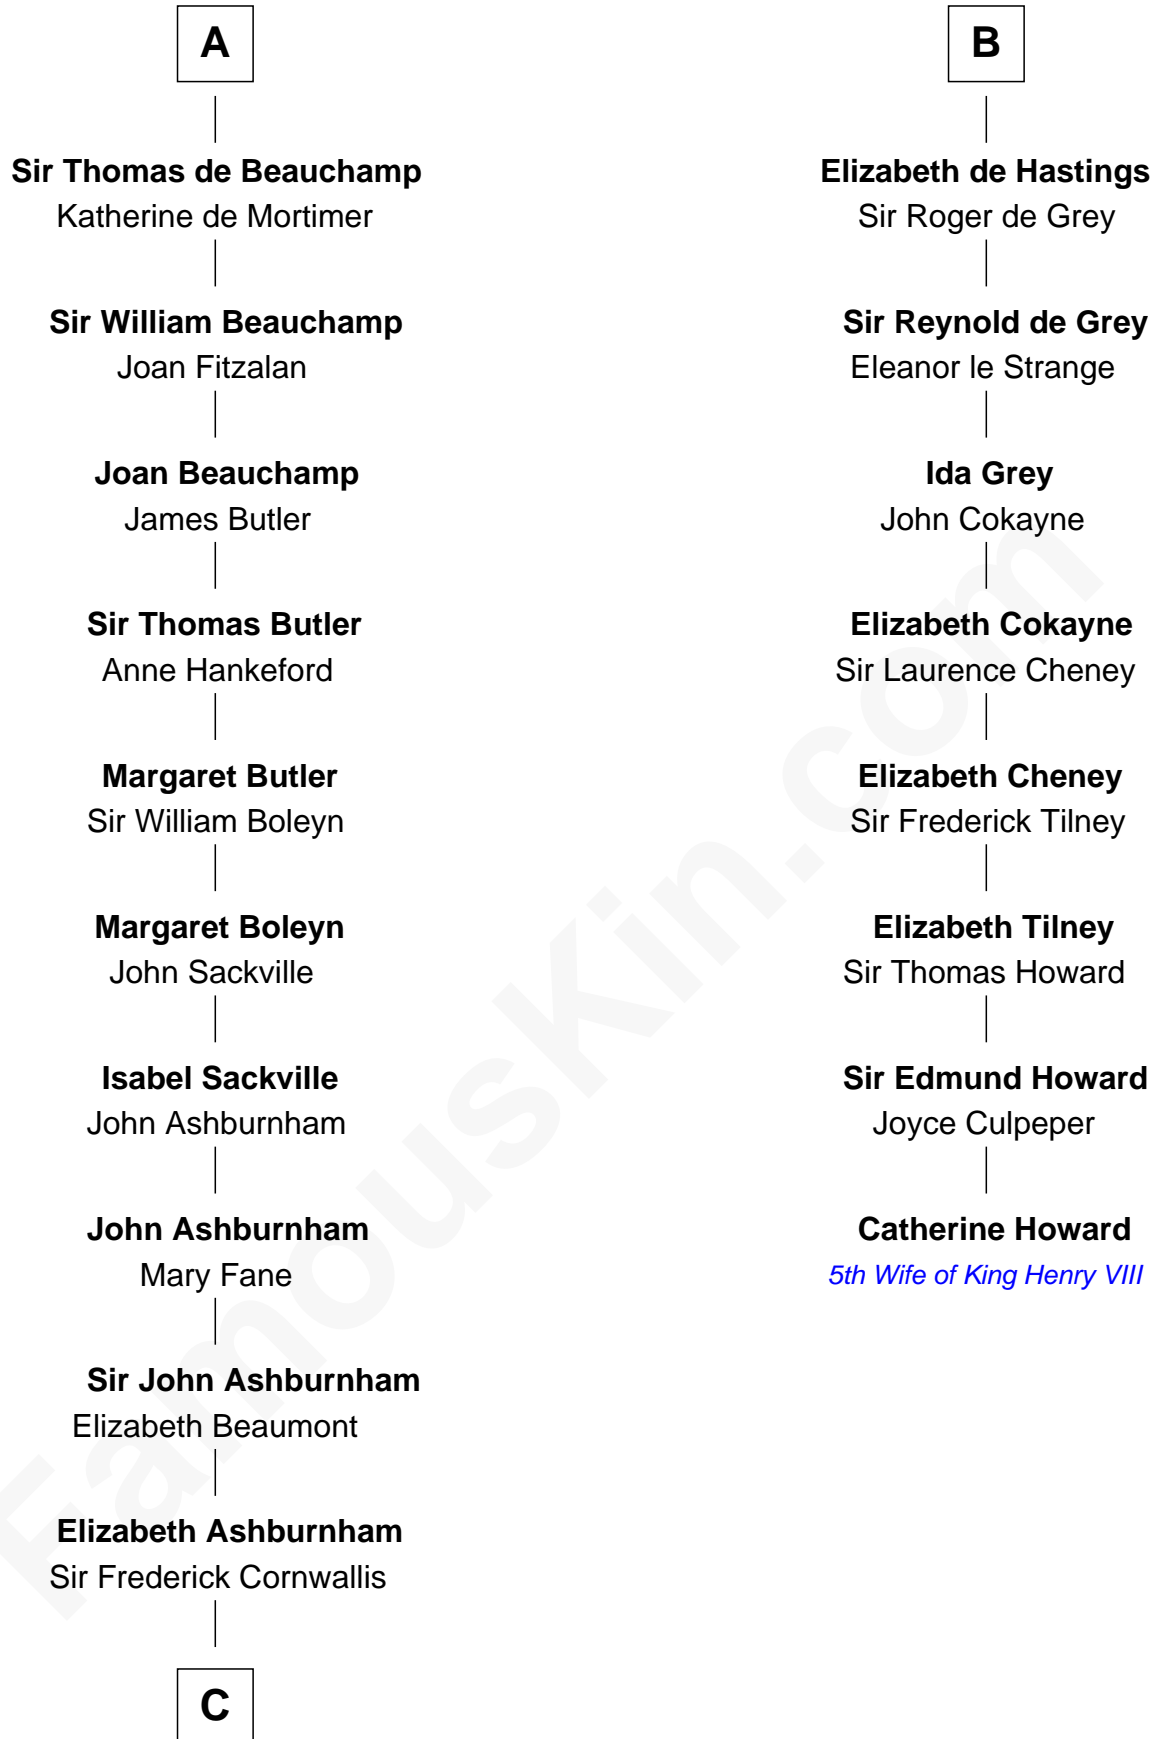 A
Sir Thomas de Beauchamp
Katherine de Mortimer
Sir William Beauchamp
Joan Fitzalan
Joan Beauchamp
James Butler
Sir Thomas Butler
Anne Hankeford
Margaret Butler
Sir William Boleyn
Margaret Boleyn
John Sackville
Isabel Sackville
John Ashburnham
John Ashburnham
Mary Fane
Sir John Ashburnham
Elizabeth Beaumont
Elizabeth Ashburnham
Sir Frederick Cornwallis
C
B
Elizabeth de Hastings
Sir Roger de Grey
Sir Reynold de Grey
Eleanor le Strange
Ida Grey
John Cokayne
Elizabeth Cokayne
Sir Laurence Cheney
Elizabeth Cheney
Sir Frederick Tilney
Elizabeth Tilney
Sir Thomas Howard
Sir Edmund Howard
Joyce Culpeper
Catherine Howard
5th Wife of King Henry VIII
FamousKin.com